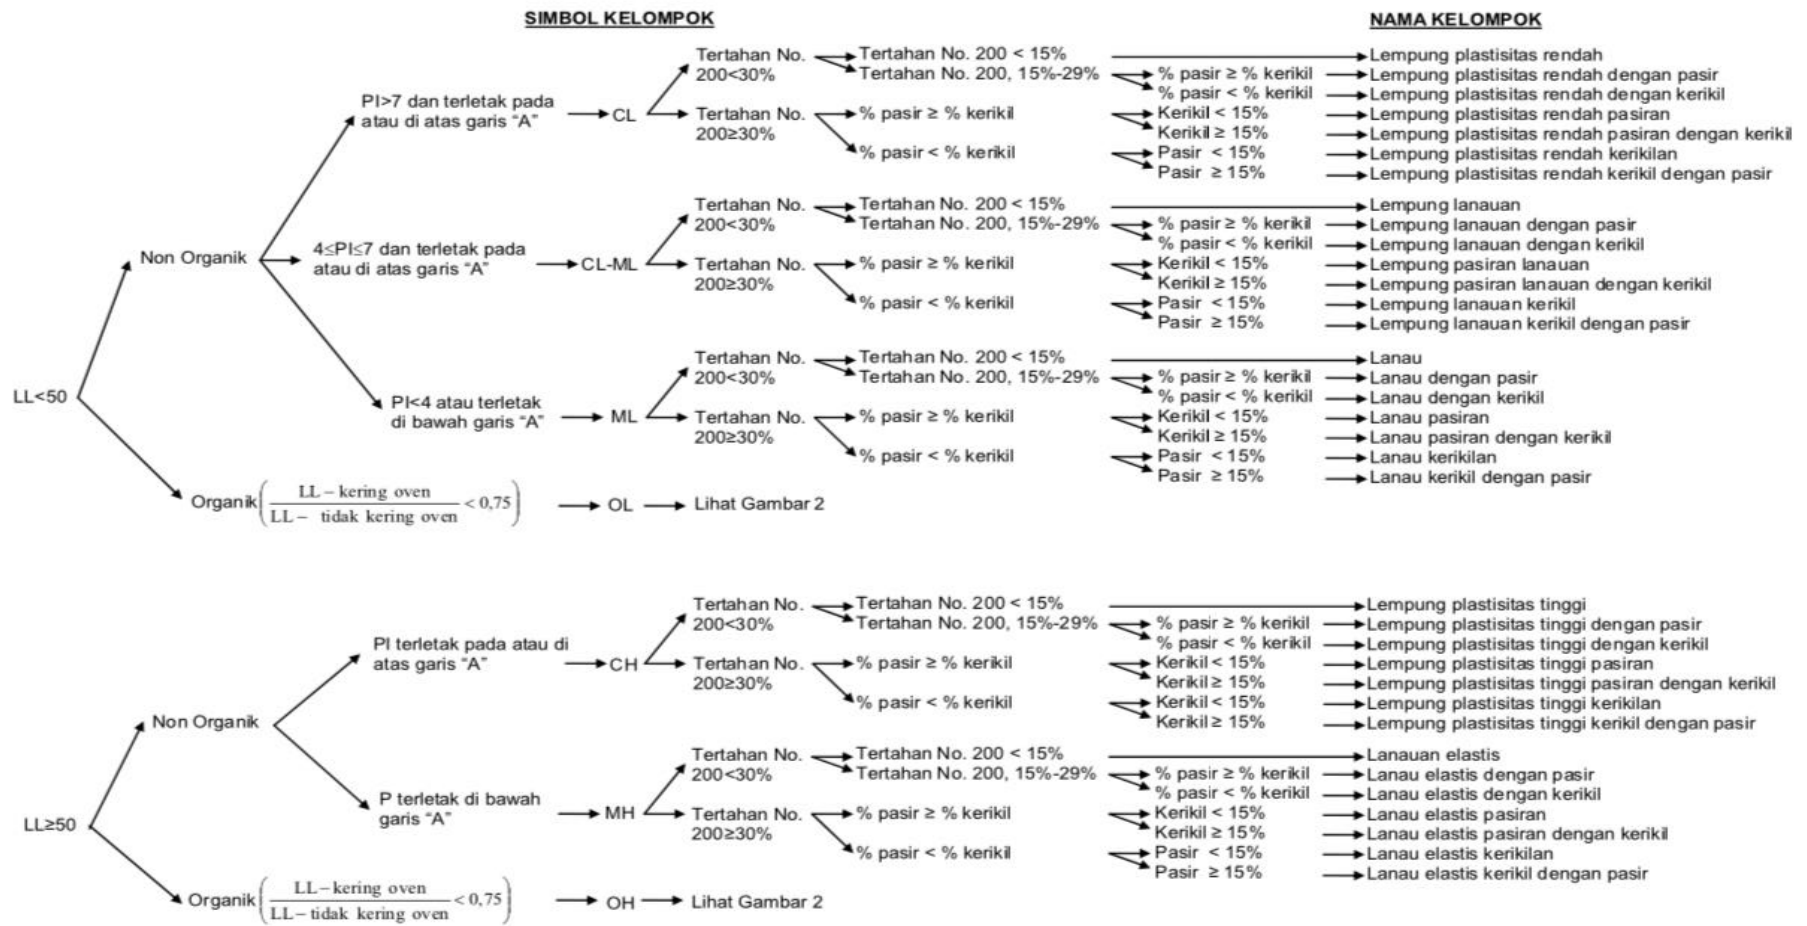 SIMBOL KELOMPOK
NAMA KELOMPOK
LL<50
Non Organik
PI>7 dan terletak pada
atau di atas garis “A”
CL
Tertahan No.
200<30%
Tertahan No. 200 < 15%
Lempung plastisitas rendah
Tertahan No. 200, 15%-29%
% pasir ≥ % kerikil
Lempung plastisitas rendah dengan pasir
% pasir < % kerikil
Lempung plastisitas rendah dengan kerikil
Tertahan No.
200≥30%
% pasir ≥ % kerikil
Kerikil < 15%
Lempung plastisitas rendah pasiran
Kerikil ≥ 15%
Lempung plastisitas rendah pasiran dengan kerikil
% pasir < % kerikil
Pasir < 15%
Lempung plastisitas rendah kerikilan
Pasir ≥ 15%
Lempung plastisitas rendah kerikil dengan pasir
4≤PI≤7 dan terletak pada
atau di atas garis “A”
CL-ML
Tertahan No.
200<30%
Tertahan No. 200 < 15%
Lempung lanauan
Tertahan No. 200, 15%-29%
% pasir ≥ % kerikil
Lempung lanauan dengan pasir
% pasir < % kerikil
Lempung lanauan dengan kerikil
Tertahan No.
200≥30%
% pasir ≥ % kerikil
Kerikil < 15%
Lempung pasiran lanauan
Kerikil ≥ 15%
Lempung pasiran lanauan dengan kerikil
% pasir < % kerikil
Pasir < 15%
Lempung lanauan kerikil
Pasir ≥ 15%
Lempung lanauan kerikil dengan pasir
PI<4 atau terletak
di bawah garis “A”
ML
Tertahan No.
200<30%
Tertahan No. 200 < 15%
Lanau
Tertahan No. 200, 15%-29%
% pasir ≥ % kerikil
Lanau dengan pasir
% pasir < % kerikil
Lanau dengan kerikil
Tertahan No.
200≥30%
% pasir ≥ % kerikil
Kerikil < 15%
Lanau pasiran
Kerikil ≥ 15%
Lanau pasiran dengan kerikil
% pasir < % kerikil
Pasir < 15%
Lanau kerikilan
Pasir ≥ 15%
Lanau kerikil dengan pasir
Organik (LL – kering oven / LL – tidak kering oven < 0,75)
OL
Lihat Gambar 2
LL≥50
Non Organik
PI terletak pada atau di
atas garis “A”
CH
Tertahan No.
200<30%
Tertahan No. 200 < 15%
Lempung plastisitas tinggi
Tertahan No. 200, 15%-29%
% pasir ≥ % kerikil
Lempung plastisitas tinggi dengan pasir
% pasir < % kerikil
Lempung plastisitas tinggi dengan kerikil
Tertahan No.
200≥30%
% pasir ≥ % kerikil
Kerikil < 15%
Lempung plastisitas tinggi pasiran
Kerikil ≥ 15%
Lempung plastisitas tinggi pasiran dengan kerikil
% pasir < % kerikil
Kerikil < 15%
Lempung plastisitas tinggi kerikilan
Kerikil ≥ 15%
Lempung plastisitas tinggi kerikil dengan pasir
P terletak di bawah
garis “A”
MH
Tertahan No.
200<30%
Tertahan No. 200 < 15%
Lanauan elastis
Tertahan No. 200, 15%-29%
% pasir ≥ % kerikil
Lanau elastis dengan pasir
% pasir < % kerikil
Lanau elastis dengan kerikil
Tertahan No.
200≥30%
% pasir ≥ % kerikil
Kerikil < 15%
Lanau elastis pasiran
Kerikil ≥ 15%
Lanau elastis pasiran dengan kerikil
% pasir < % kerikil
Pasir < 15%
Lanau elastis kerikilan
Pasir ≥ 15%
Lanau elastis kerikil dengan pasir
Organik (LL – kering oven / LL – tidak kering oven < 0,75)
OH
Lihat Gambar 2